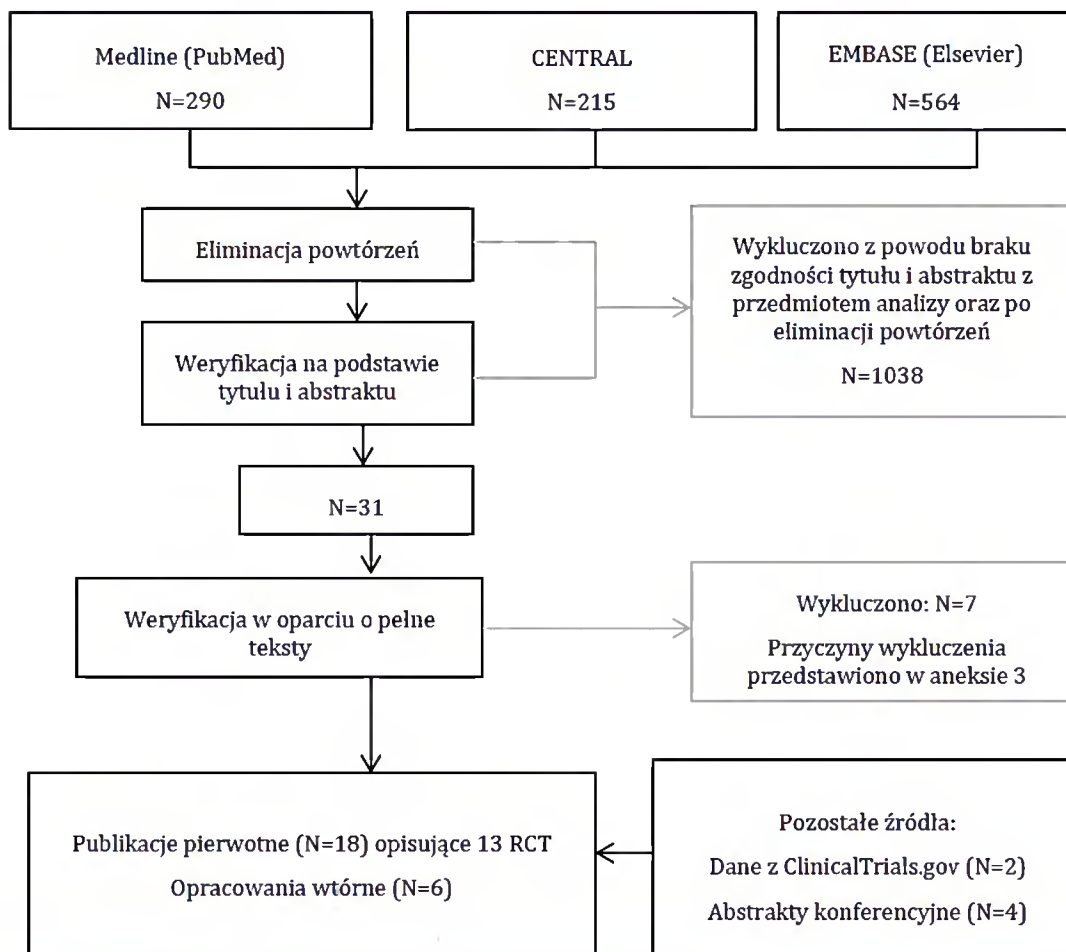 Medline (PubMed)
N=290
CENTRAL
N=215
EMBASE (Elsevier)
N=564
Eliminacja powtórzeń
Wykluczono z powodu braku
zgodności tytułu i abstraktu z
przedmiotem analizy oraz po
eliminacji powtórzeń
N=1038
Weryfikacja na podstawie
tytułu i abstraktu
N=31
Weryfikacja w oparciu o pełne
teksty
Wykluczono: N=7
Przyczyny wykluczenia
przedstawiono w aneksie 3
Publikacje pierwotne (N=18) opisujące 13 RCT
Opracowania wtórne (N=6)
Pozostałe źródła:
Dane z ClinicalTrials.gov (N=2)
Abstrakty konferencyjne (N=4)